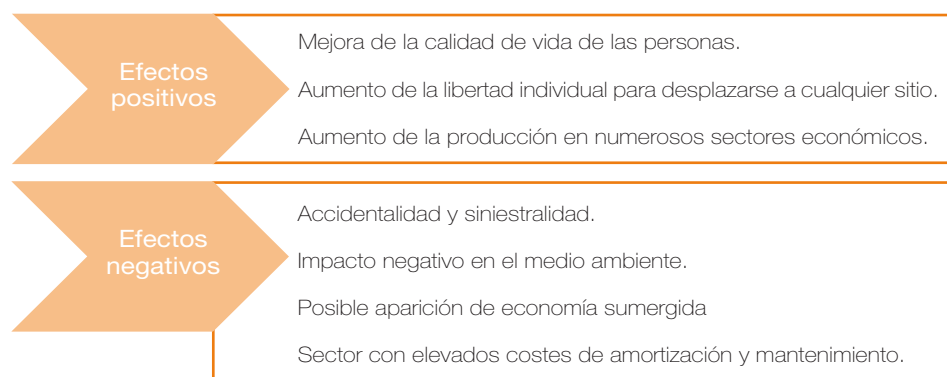 Efectos
positivos
Mejora de la calidad de vida de las personas.
Aumento de la libertad individual para desplazarse a cualquier sitio.
Aumento de la producción en numerosos sectores económicos.
Efectos
negativos
Accidentalidad y siniestralidad.
Impacto negativo en el medio ambiente.
Posible aparición de economía sumergida
Sector con elevados costes de amortización y mantenimiento.